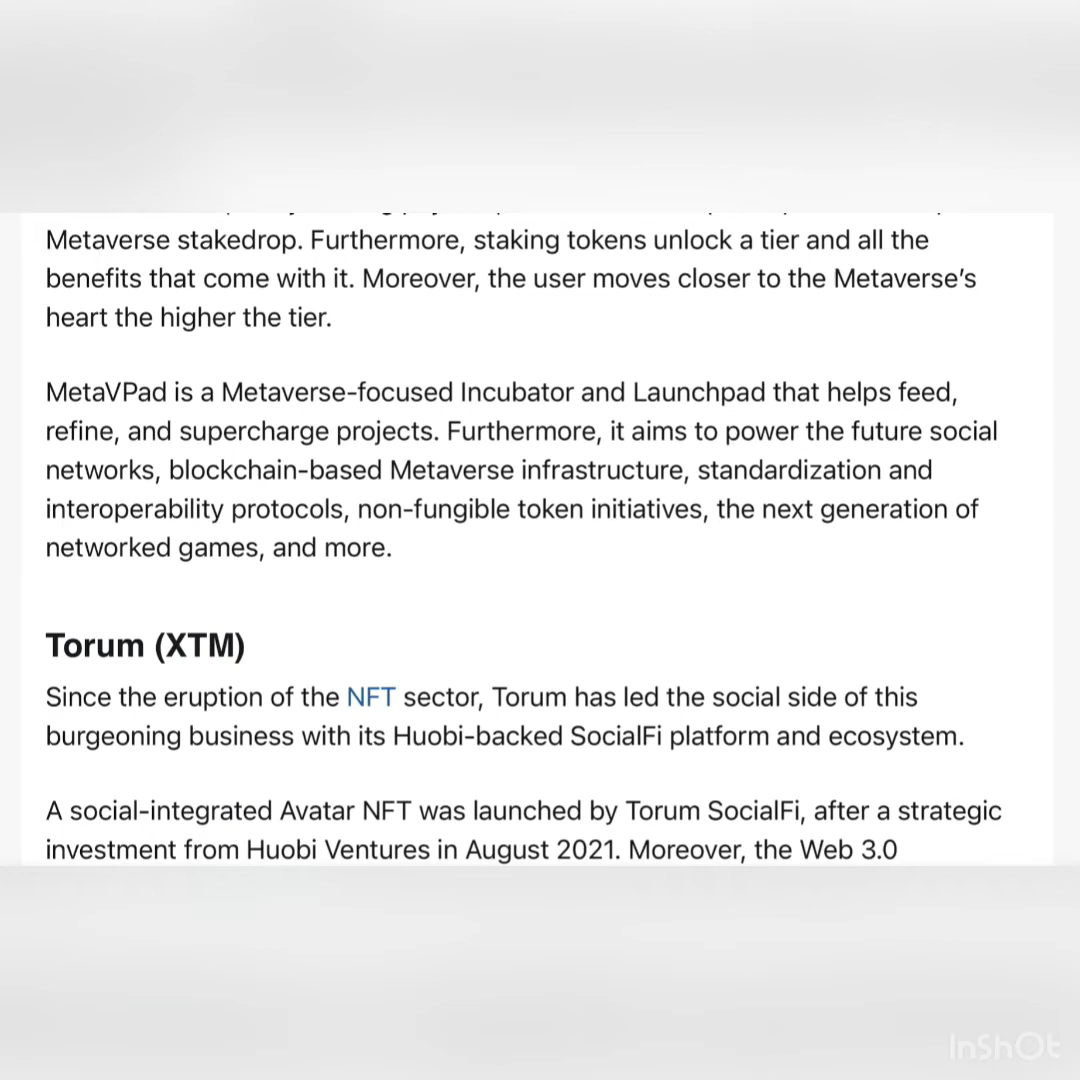 Metaverse stakedrop. Furthermore, staking tokens unlock a tier and all the
benefits that come with it. Moreover, the user moves closer to the Metaverse's
heart the higher the tier.
MetaVPad is a Metaverse-focused Incubator and Launchpad that helps feed,
refine, and supercharge projects. Furthermore, it aims to power the future social
networks, blockchain-based Metaverse infrastructure, standardization and
interoperability protocols, non-fungible token initiatives, the next generation of
networked games, and more.
Torum (XTM)
Since the eruption of the NFT sector, Torum has led the social side of this
burgeoning business with its Huobi-backed SocialFi platform and ecosystem.
A social-integrated Avatar NFT was launched by Torum SocialFi, after a strategic
investment from Huobi Ventures in August 2021. Moreover, the Web 3.0
InShOt